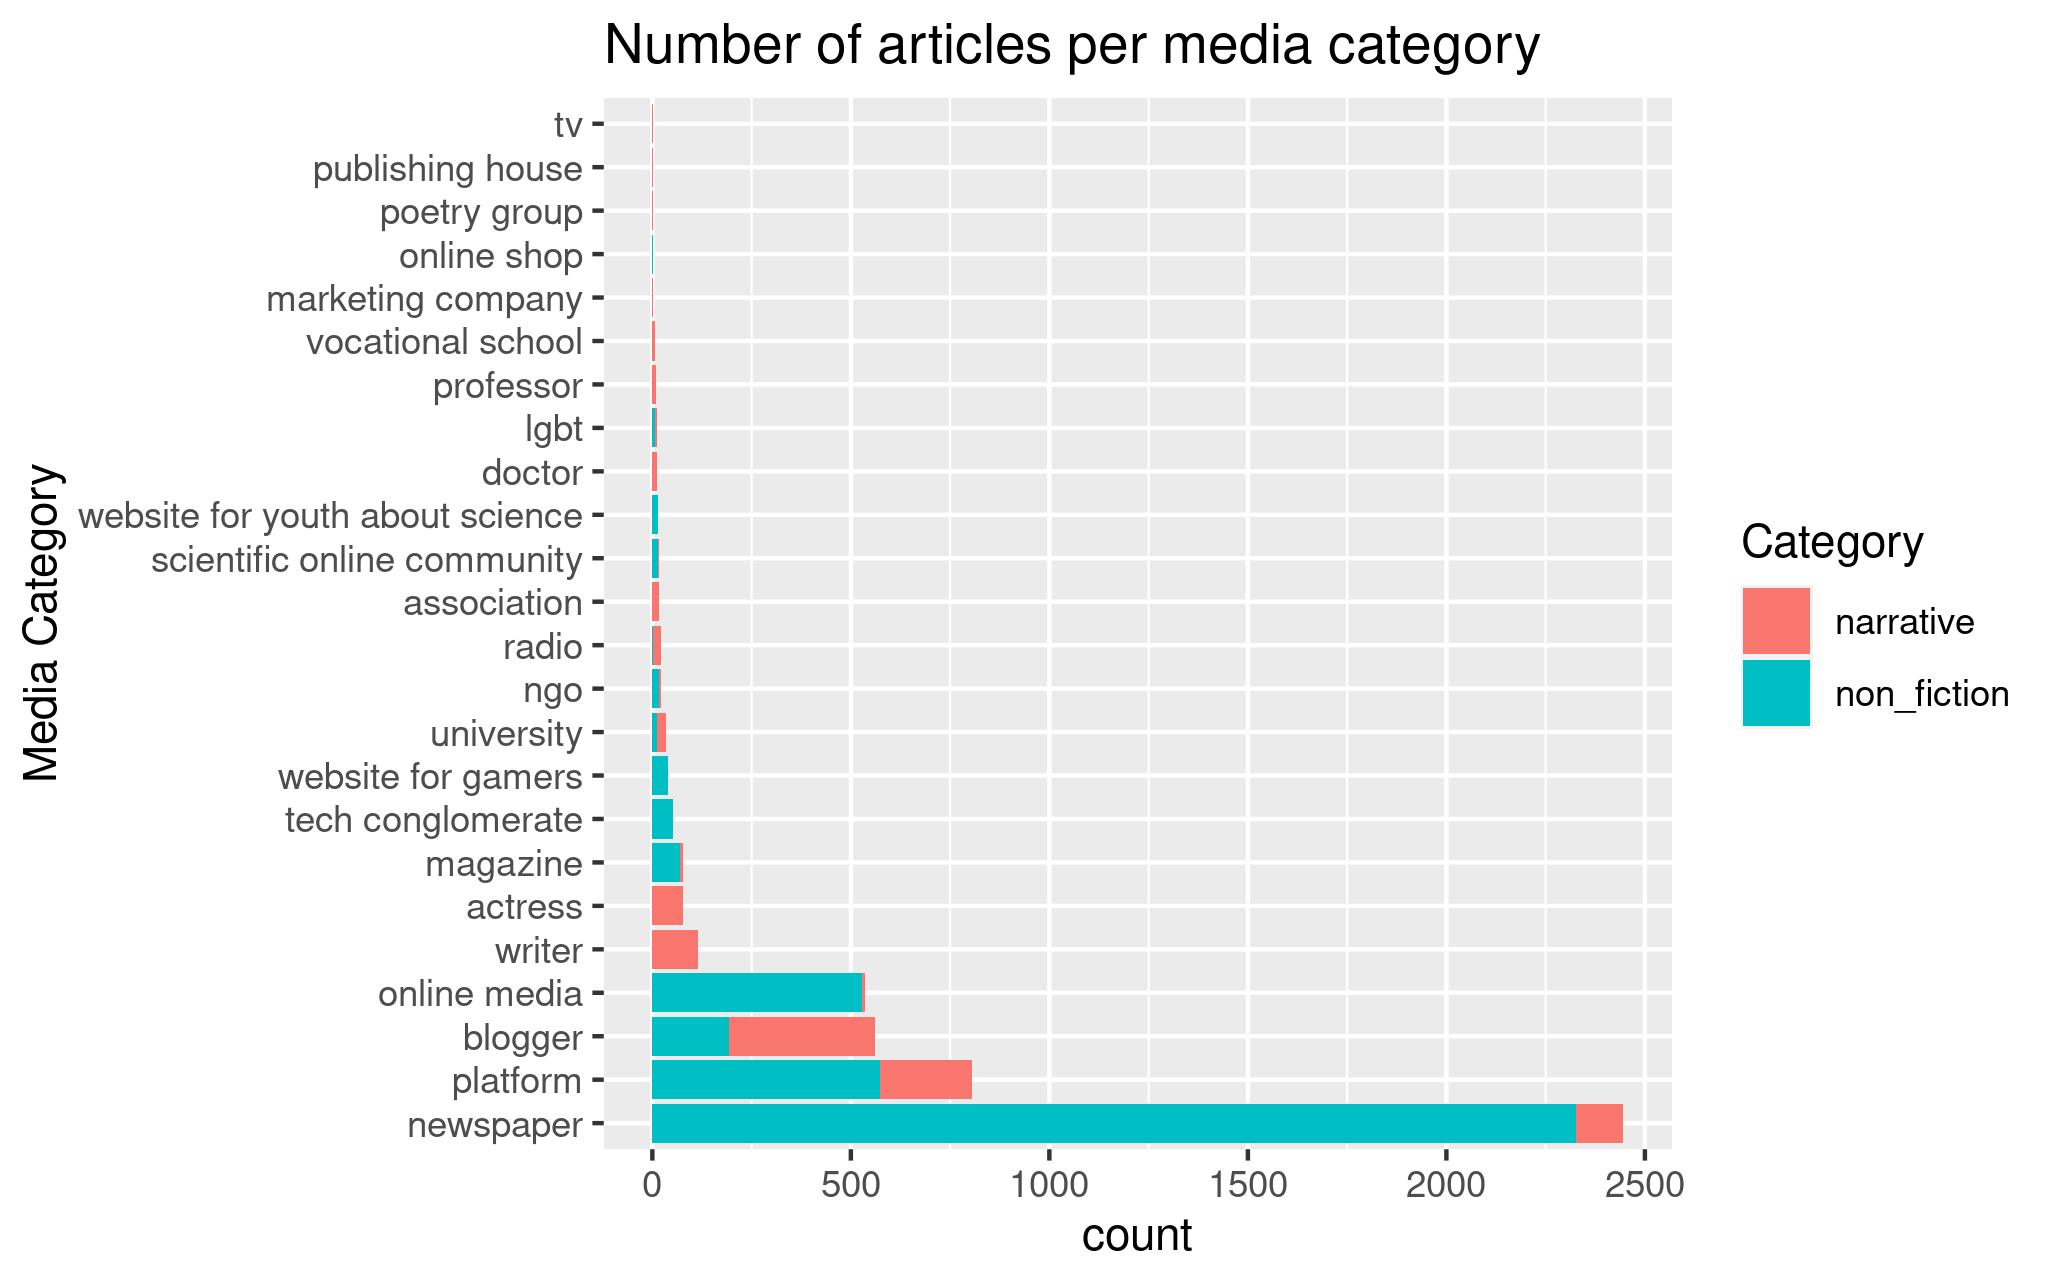 Number of articles per media category
Media Category
tv
publishing house
poetry group
online shop
marketing company
vocational school
professor
lgbt
doctor
website for youth about science
scientific online community
association
radio
ngo
university
website for gamers
tech conglomerate
magazine
actress
writer
online media
blogger
platform
newspaper
0 500 1000 1500 2000 2500
count
Category
narrative
non_fiction